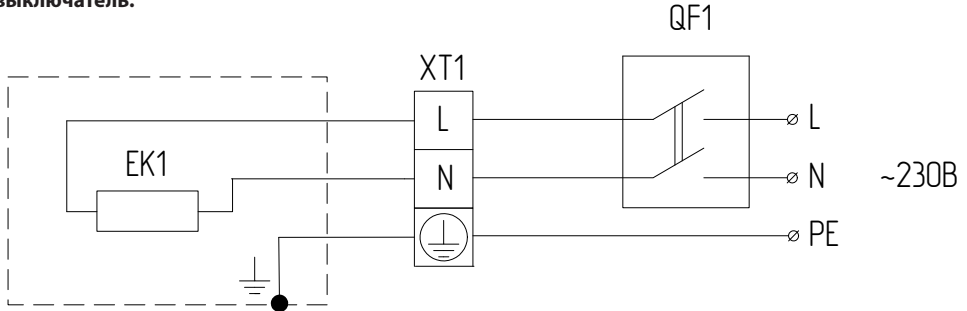 выключатель.
QF1
XT1
L
L
EK1
N
N
~230В
PE